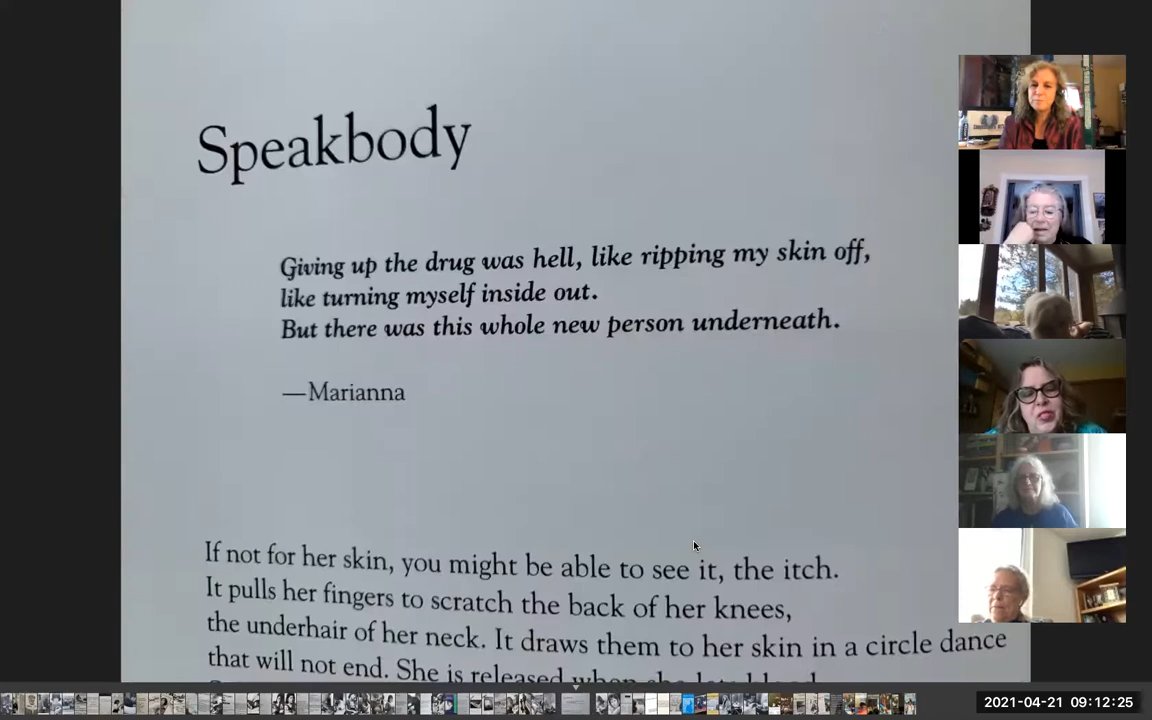 Speakbody
Giving up the drug was hell, like ripping my skin off,
like turning myself inside out.
But there was this whole new person underneath.
—Marianna
If not for her skin, you might be able to see it, the itch.
It pulls her fingers to scratch the back of her knees,
the underhair of her neck. It draws them to her skin in a circle dance
that will not end. She is released when she
2021-04-21 09:12:25